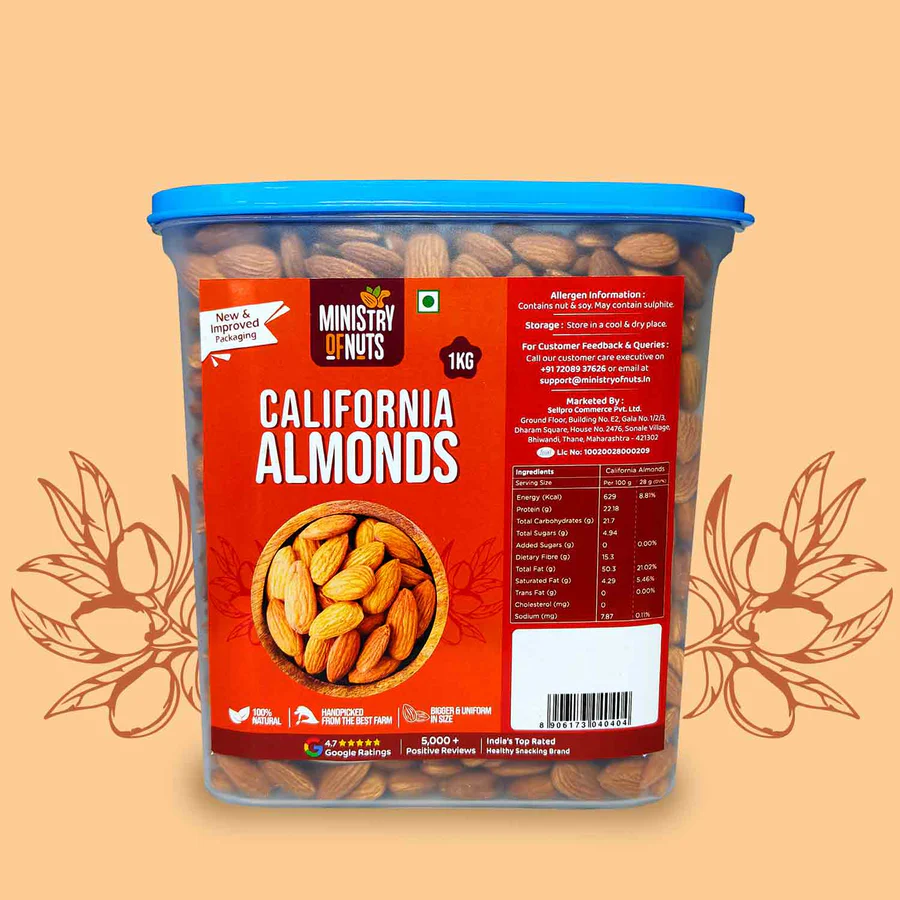 New &
Improved
Packaging
MINISTRY
OF NUTS
1KG
CALIFORNIA
ALMONDS
100%
NATURAL
HANDPICKED
FROM THE BEST FARM
BIGGER & UNIFORM
IN SIZE
4.7
Google Ratings
5,000 +
Positive Reviews
India's Top Rated
Healthy Snacking Brand
Allergen Information :
Contains nut & soy. May contain sulphite.
Storage : Store in a cool & dry place.
For Customer Feedback & Queries :
Call our customer care executive on
+91 72089 37626 or email at
support@ministryofnuts.in
Marketed By :
Sellpro Commerce Pvt. Ltd.
Ground Floor, Building No. E2, Gala No. 1/2/3,
Dharam Square, House No. 2476, Sonale Village,
Bhiwandi, Thane, Maharashtra - 421302
fssai Lic No: 10020028000209
Ingredients California Almonds
Serving Size Per 100 g 28 g (DV%)
Energy (Kcal) 629 8.81%
Protein (g) 22.18
Total Carbohydrates (g) 21.7
Total Sugars (g) 4.94
Added Sugars (g) 0 0.00%
Dietary Fibre (g) 15.3
Total Fat (g) 50.3 21.02%
Saturated Fat (g) 4.29 5.46%
Trans Fat (g) 0 0.00%
Cholesterol (mg) 0
Sodium (mg) 7.87 0.11%
8 906173 040404